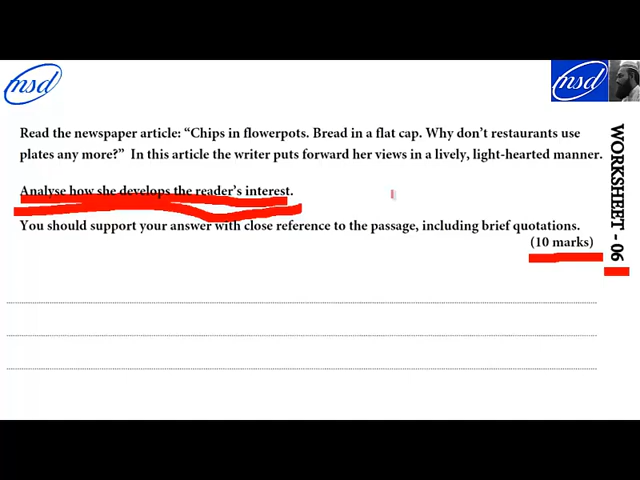 nsd
nsd
Read the newspaper article: “Chips in flowerpots. Bread in a flat cap. Why don’t restaurants use
plates any more?” In this article the writer puts forward her views in a lively, light-hearted manner.
Analyse how she develops the reader’s interest.
You should support your answer with close reference to the passage, including brief quotations.
(10 marks)
WORKSHEET - 06